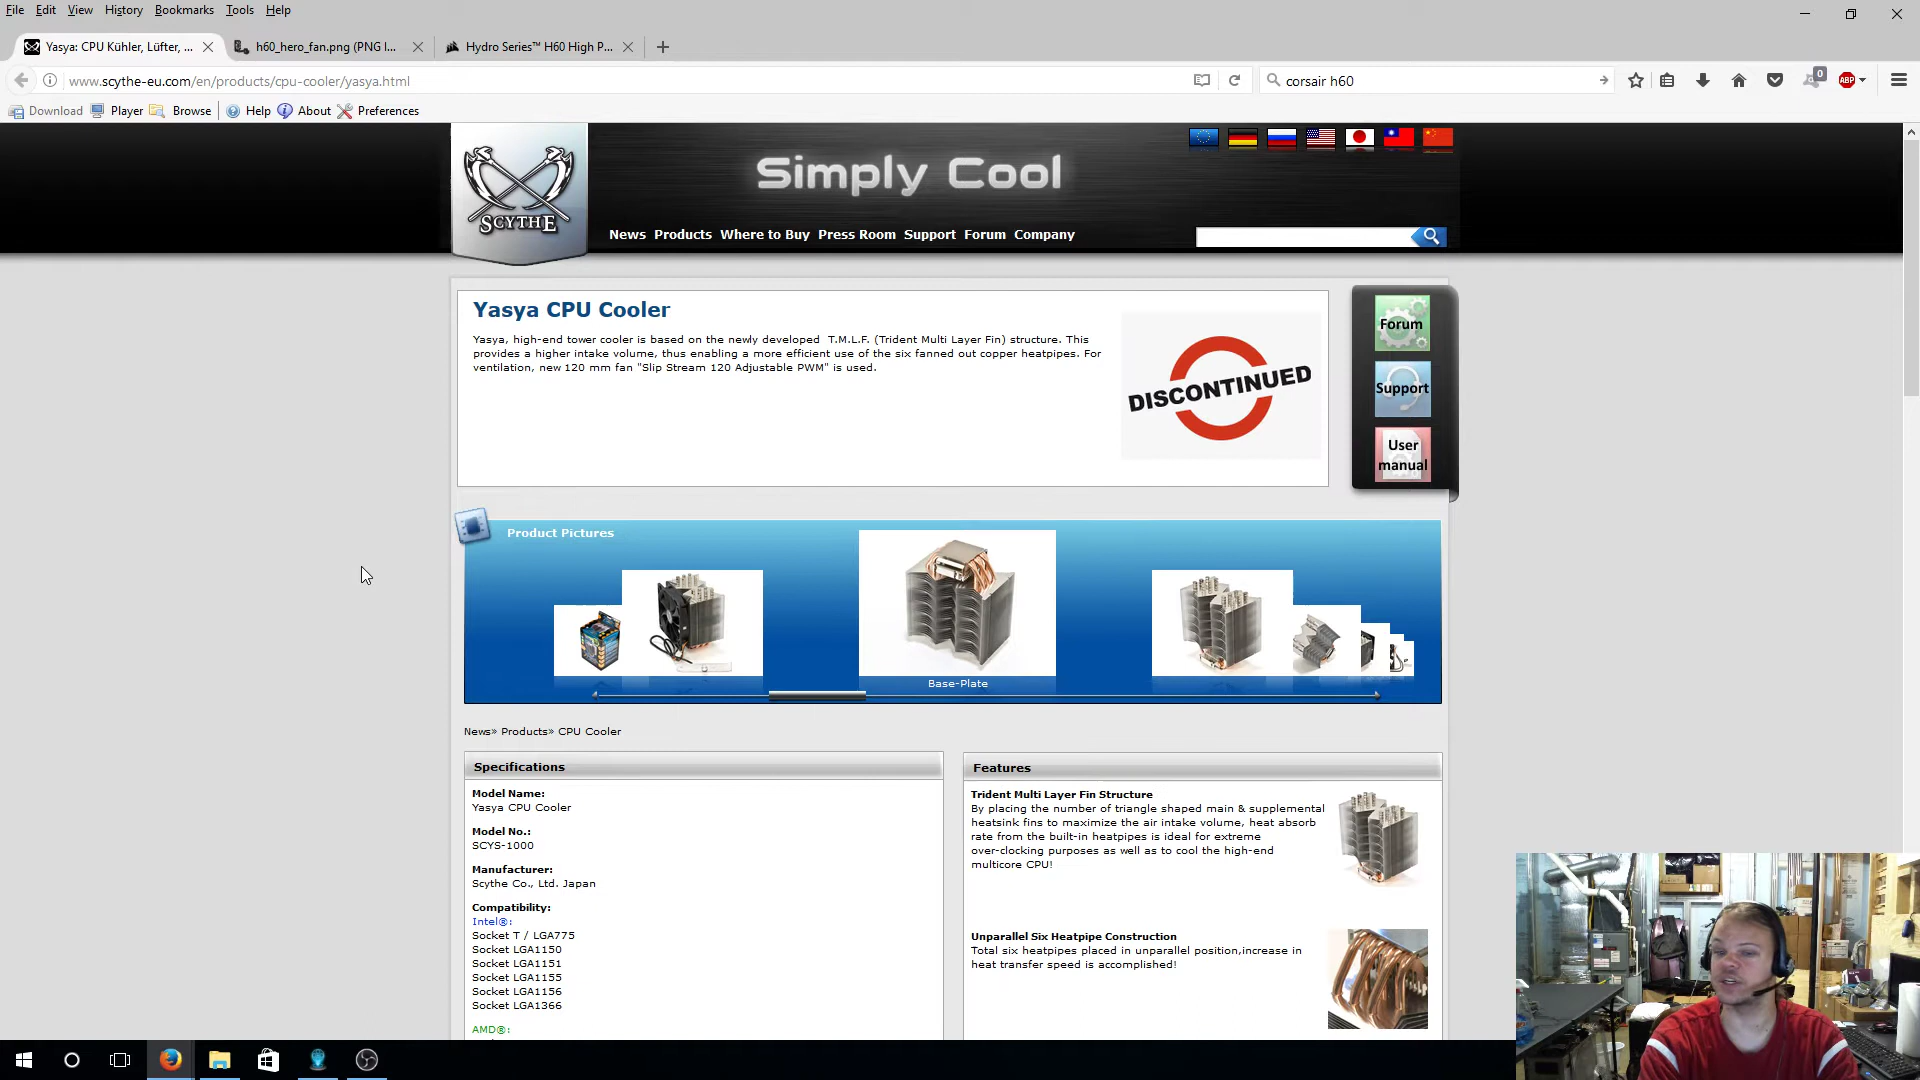 File Edit View History Bookmarks Tools Help
Yasya: CPU Kühler, Lüfter, ...
h60_hero_fan.png (PNG I...
Hydro Series™ H60 High P...
www.scythe-eu.com/en/products/cpu-cooler/yasya.html
corsair h60
0
ABP
Download Player Browse Help About Preferences
Simply Cool
SCYTHE
News Products Where to Buy Press Room Support Forum Company
Yasya CPU Cooler
Yasya, high-end tower cooler is based on the newly developed T.M.L.F. (Trident Multi Layer Fin) structure. This
provides a higher intake volume, thus enabling a more efficient use of the six fanned out copper heatpipes. For
ventilation, new 120 mm fan "Slip Stream 120 Adjustable PWM" is used.
DISCONTINUED
Forum
Support
User
manual
Product Pictures
Base-Plate
News» Products» CPU Cooler
Specifications
Model Name:
Yasya CPU Cooler
Model No.:
SCYS-1000
Manufacturer:
Scythe Co., Ltd. Japan
Compatibility:
Intel®:
Socket T / LGA775
Socket LGA1150
Socket LGA1151
Socket LGA1155
Socket LGA1156
Socket LGA1366
AMD®:
Features
Trident Multi Layer Fin Structure
By placing the number of triangle shaped main & supplemental
heatsink fins to maximize the air intake volume, heat absorb
rate from the built-in heatpipes is ideal for extreme
over-clocking purposes as well as to cool the high-end
multicore CPU!
Unparallel Six Heatpipe Construction
Total six heatpipes placed in unparallel position,increase in
heat transfer speed is accomplished!